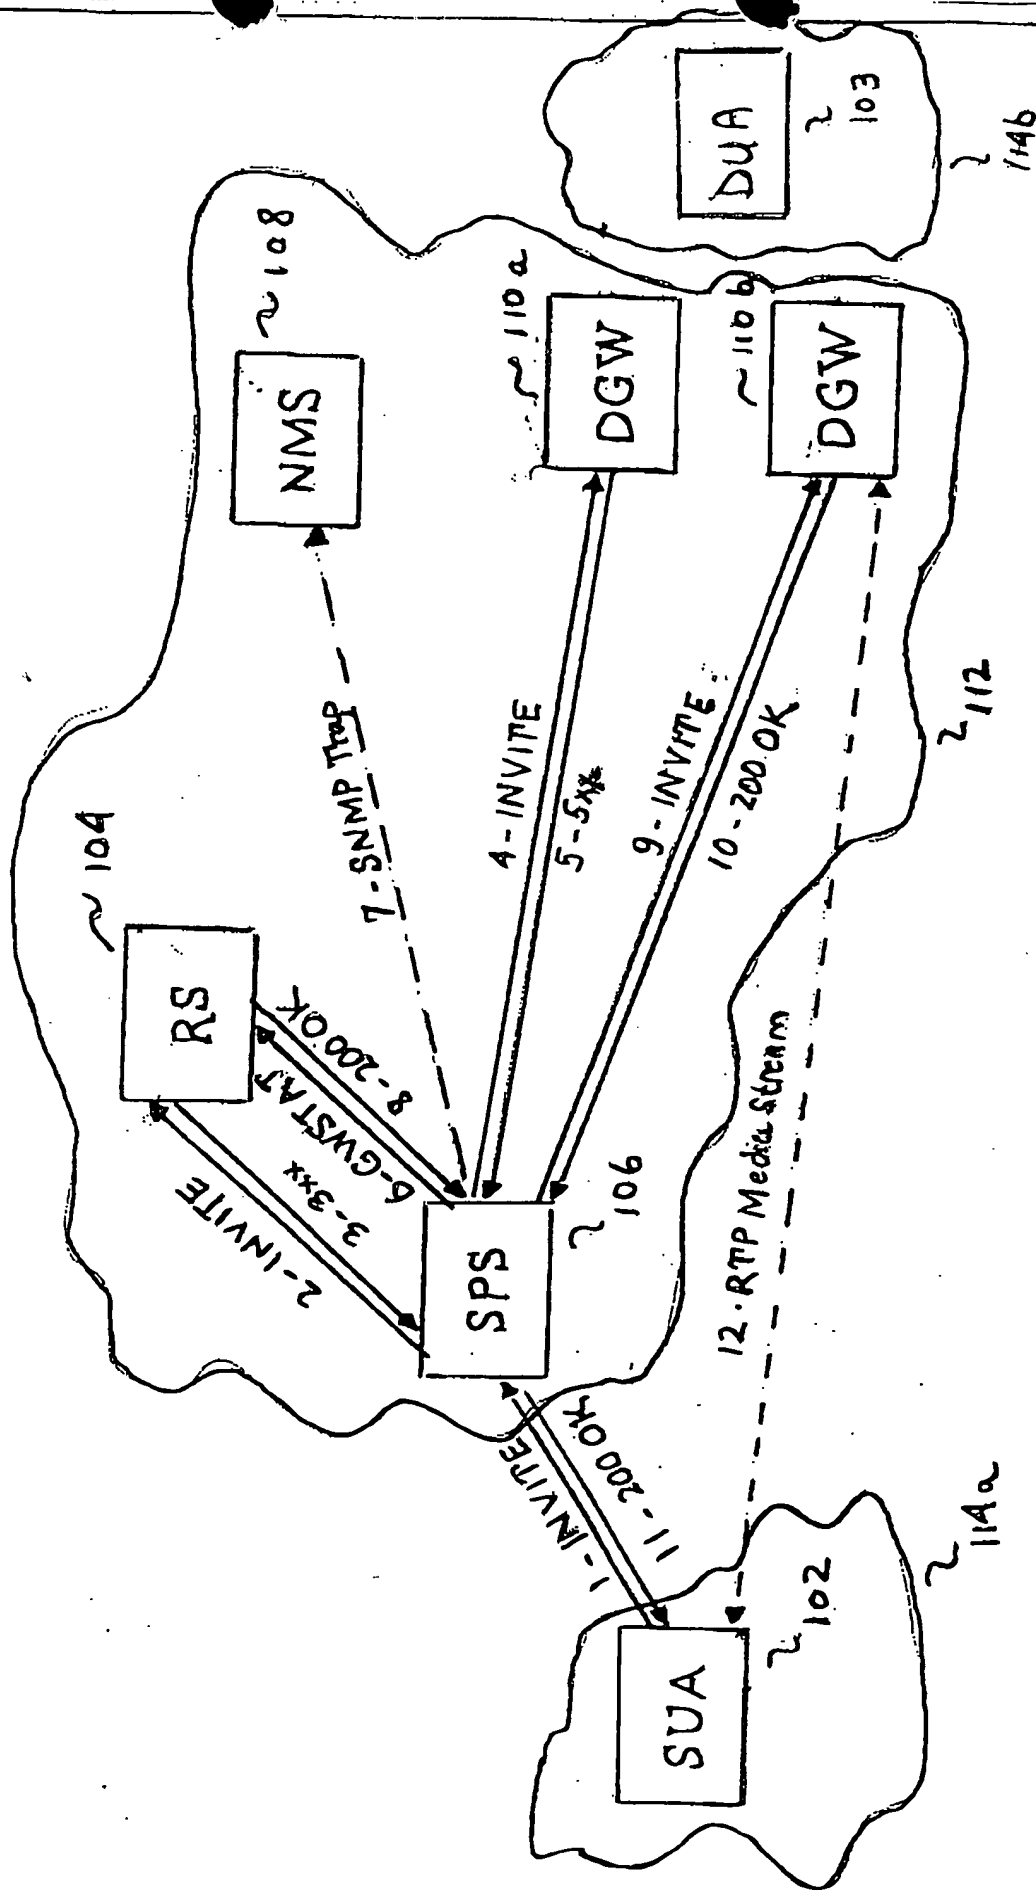 104
RS
2-INVITE
3-3xx
6-GWSTAT
8-200 OK
108
NMS
7-SNMP Trap
SPS
106
4-INVITE
5-5xx
110a
DGW
9-INVITE
10-200 OK
110b
DGW
DUA
103
114b
1-INVITE
11-200 OK
SUA
102
114a
12.RTP Media Stream
112